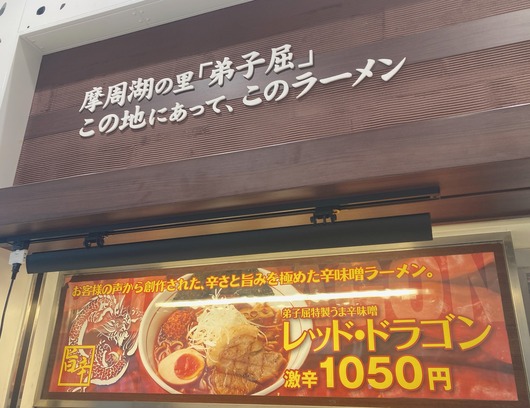 摩周湖の里「弟子屈」
この地にあって、このラーメン
お客様の声から創作された、辛さと旨みを極めた辛味噌ラーメン。
弟子屈特製うま辛味噌
レッド・ドラゴン
激辛1050円
旨辛